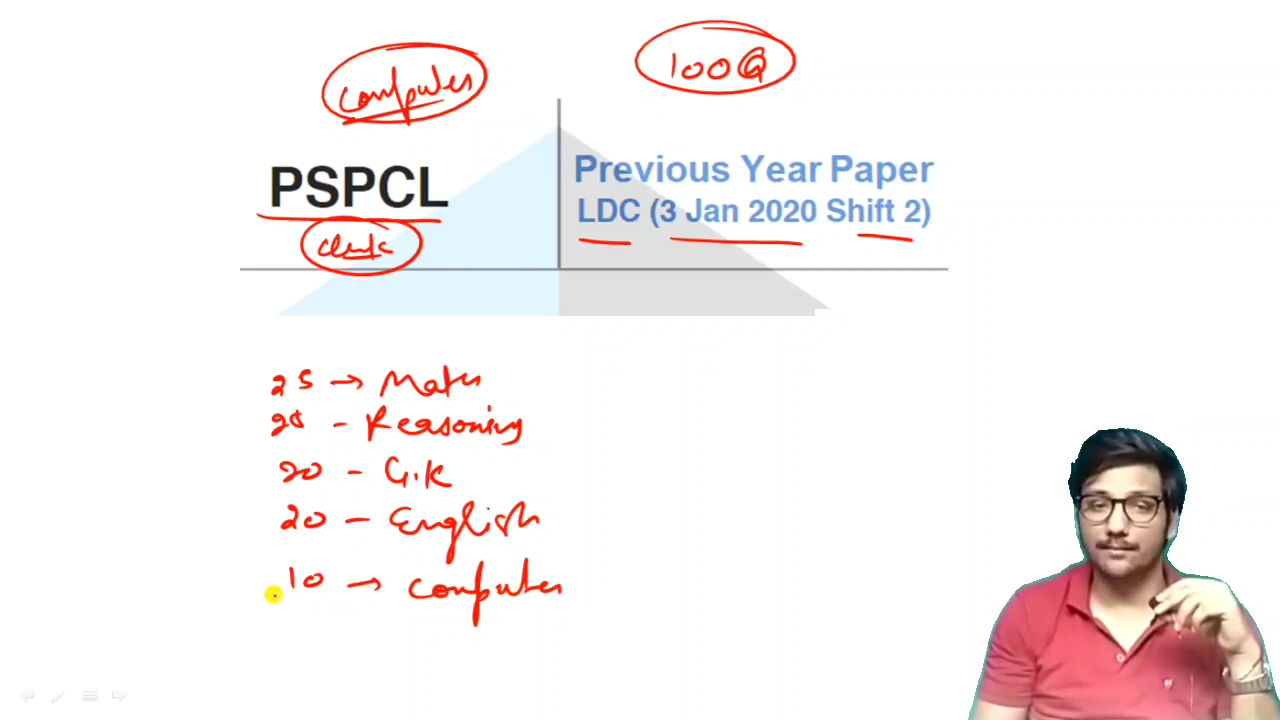 computer
100Q
PSPCL
Previous Year Paper
LDC (3 Jan 2020 Shift 2)
clerk
25 → Maths
25 - Reasoning
20 - G.K
20 - English
10 → computer